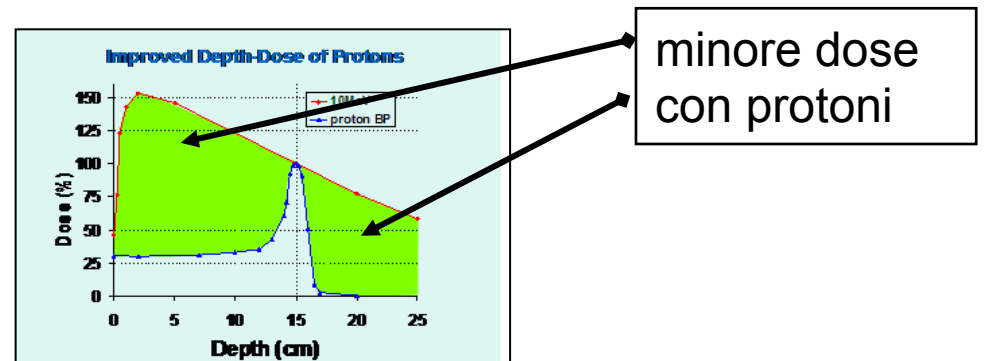 Improved Depth-Dose of Protons
minore dose
con protoni
proton BP
150
125
100
75
50
25
0
Dose (%)
0 5 10 15 20 25
Depth (cm)